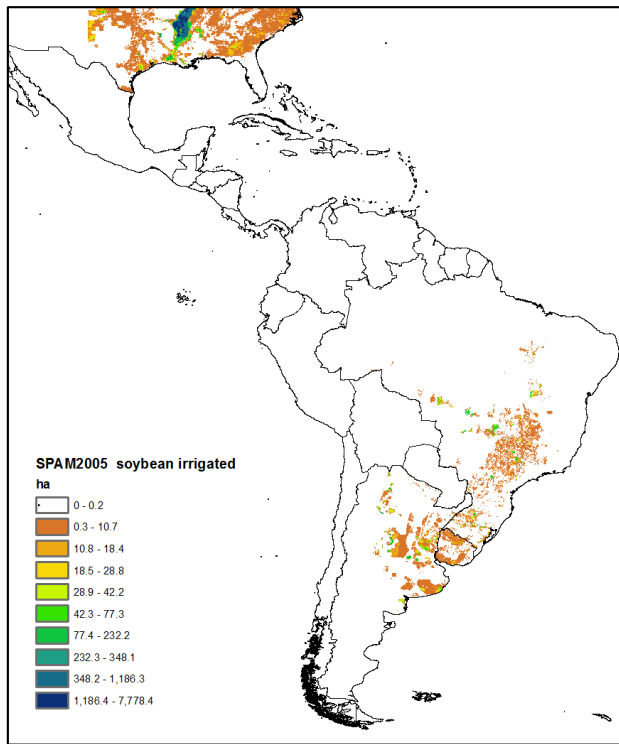 SPAM2005 soybean irrigated
ha
0 - 0.2
0.3 - 10.7
10.8 - 18.4
18.5 - 28.8
28.9 - 42.2
42.3 - 77.3
77.4 - 232.2
232.3 - 348.1
348.2 - 1,186.3
1,186.4 - 7,778.4